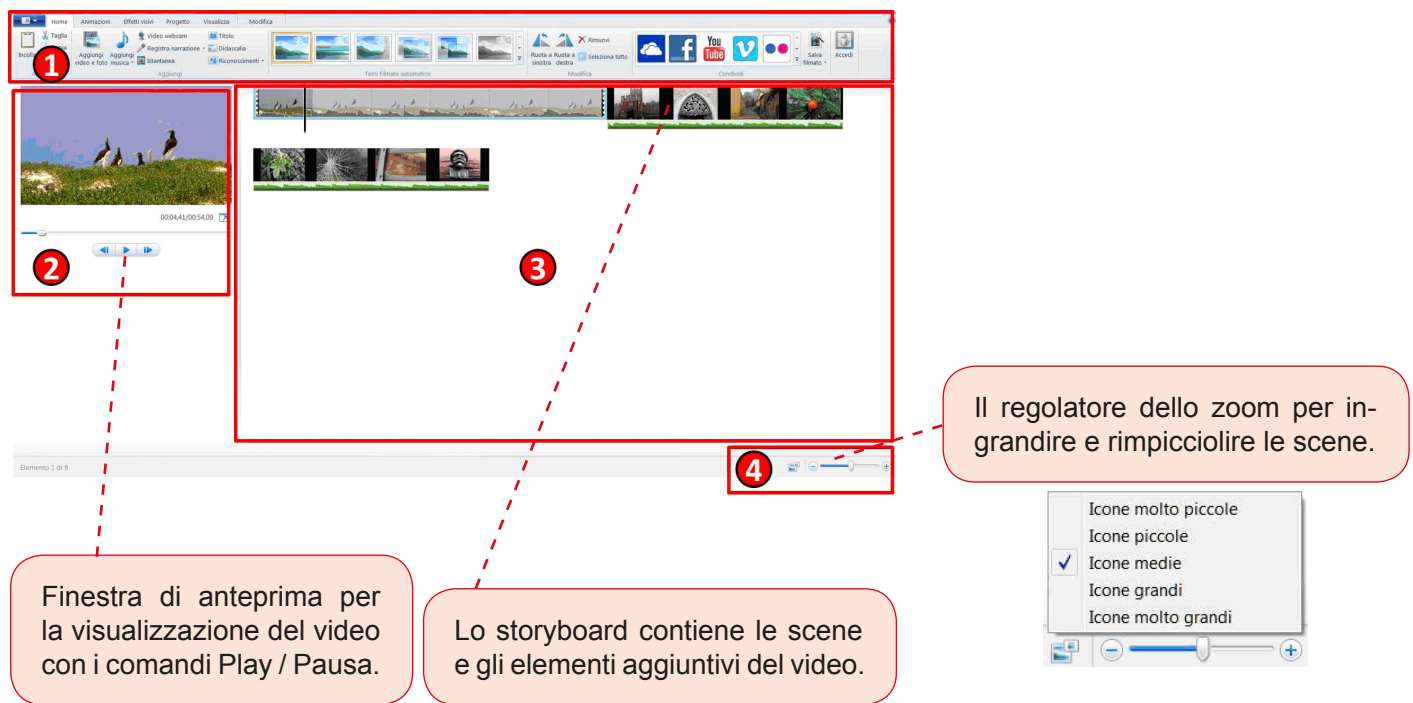 Home Animazioni Effetti visivi Progetto Visualizza Modifica
Taglia
Incolla
Aggiungi video e foto
Aggiungi musica
Video webcam
Registra narrazione
Istantanea
Titolo
Didascalia
Riconoscimenti
Ruota a sinistra
Ruota a destra
Rimuovi
Seleziona tutto
You
Tube
Salva filmato
Accedi
Aggiungi
Temi Filmato automatico
Modifica
Condividi
1
00:04,41/00:54,09
2
3
Elemento 1 di 9
4
Il regolatore dello zoom per in-
grandire e rimpicciolire le scene.
Icone molto piccole
Icone piccole
Icone medie
Icone grandi
Icone molto grandi
Finestra di anteprima per
la visualizzazione del video
con i comandi Play / Pausa.
Lo storyboard contiene le scene
e gli elementi aggiuntivi del video.